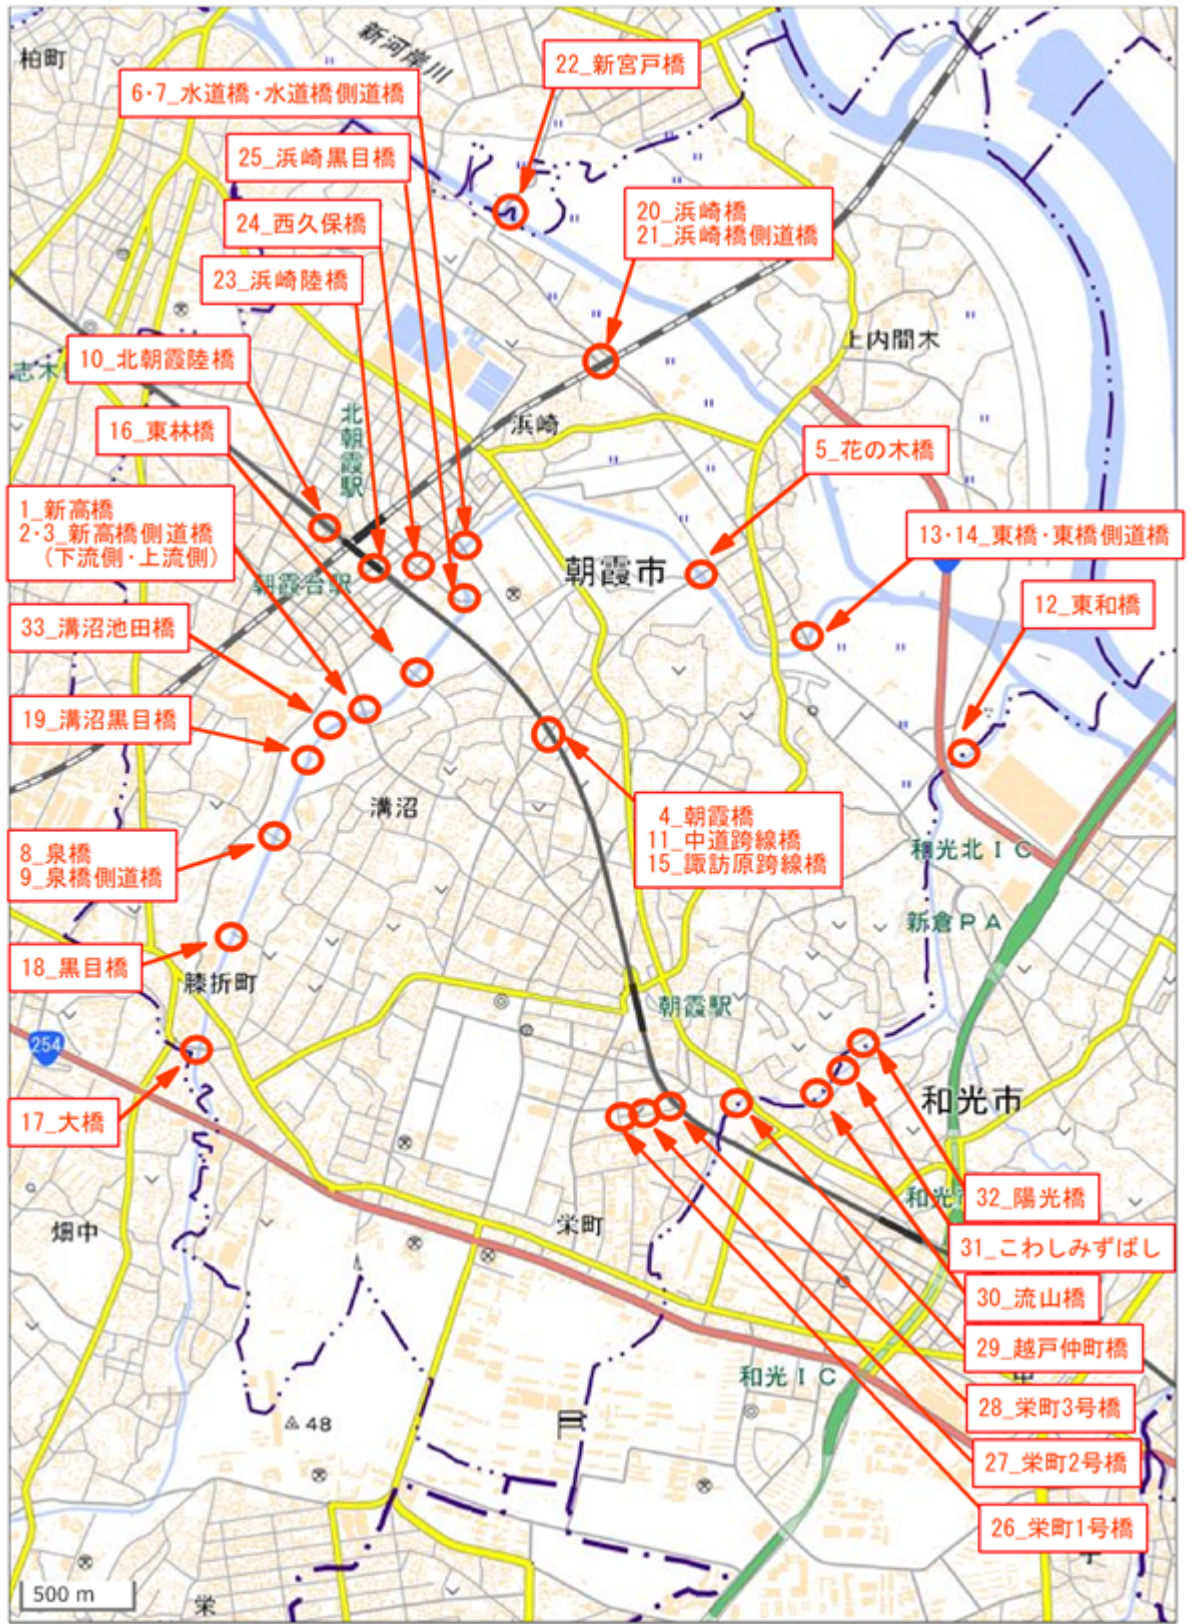 柏町
新河岸川
22_新宮戸橋
6・7_水道橋・水道橋側道橋
25_浜崎黒目橋
24_西久保橋
20_浜崎橋
21_浜崎橋側道橋
23_浜崎陸橋
上内間木
10_北朝霞陸橋
志木
北朝霞駅
浜崎
16_東林橋
5_花の木橋
1_新高橋
2・3_新高橋側道橋
(下流側・上流側)
13・14_東橋・東橋側道橋
朝霞市
朝霞台駅
12_東和橋
33_溝沼池田橋
19_溝沼黒目橋
溝沼
4_朝霞橋
11_中道跨線橋
15_諏訪原跨線橋
和光北IC
8_泉橋
9_泉橋側道橋
新倉PA
18_黒目橋
膝折町
朝霞駅
254
17_大橋
和光市
32_陽光橋
和光
畑中
栄町
31_こわしみずばし
30_流山橋
29_越戸仲町橋
和光IC
28_栄町3号橋
48
27_栄町2号橋
26_栄町1号橋
500 m
栄